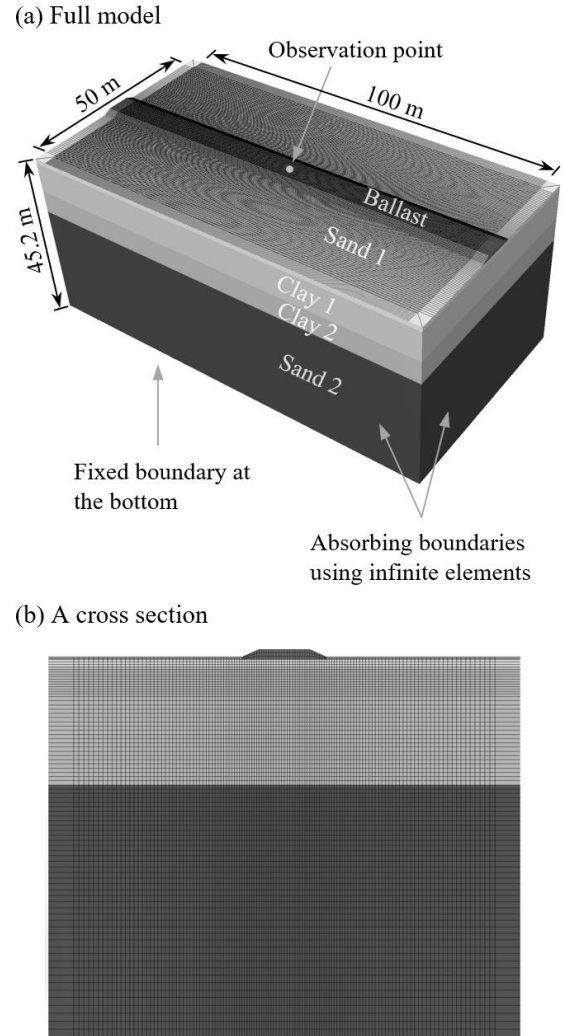 (a) Full model
Observation point
50 m
100 m
45.2 m
Ballast
Sand 1
Clay 1
Clay 2
Sand 2
Fixed boundary at
the bottom
Absorbing boundaries
using infinite elements
(b) A cross section